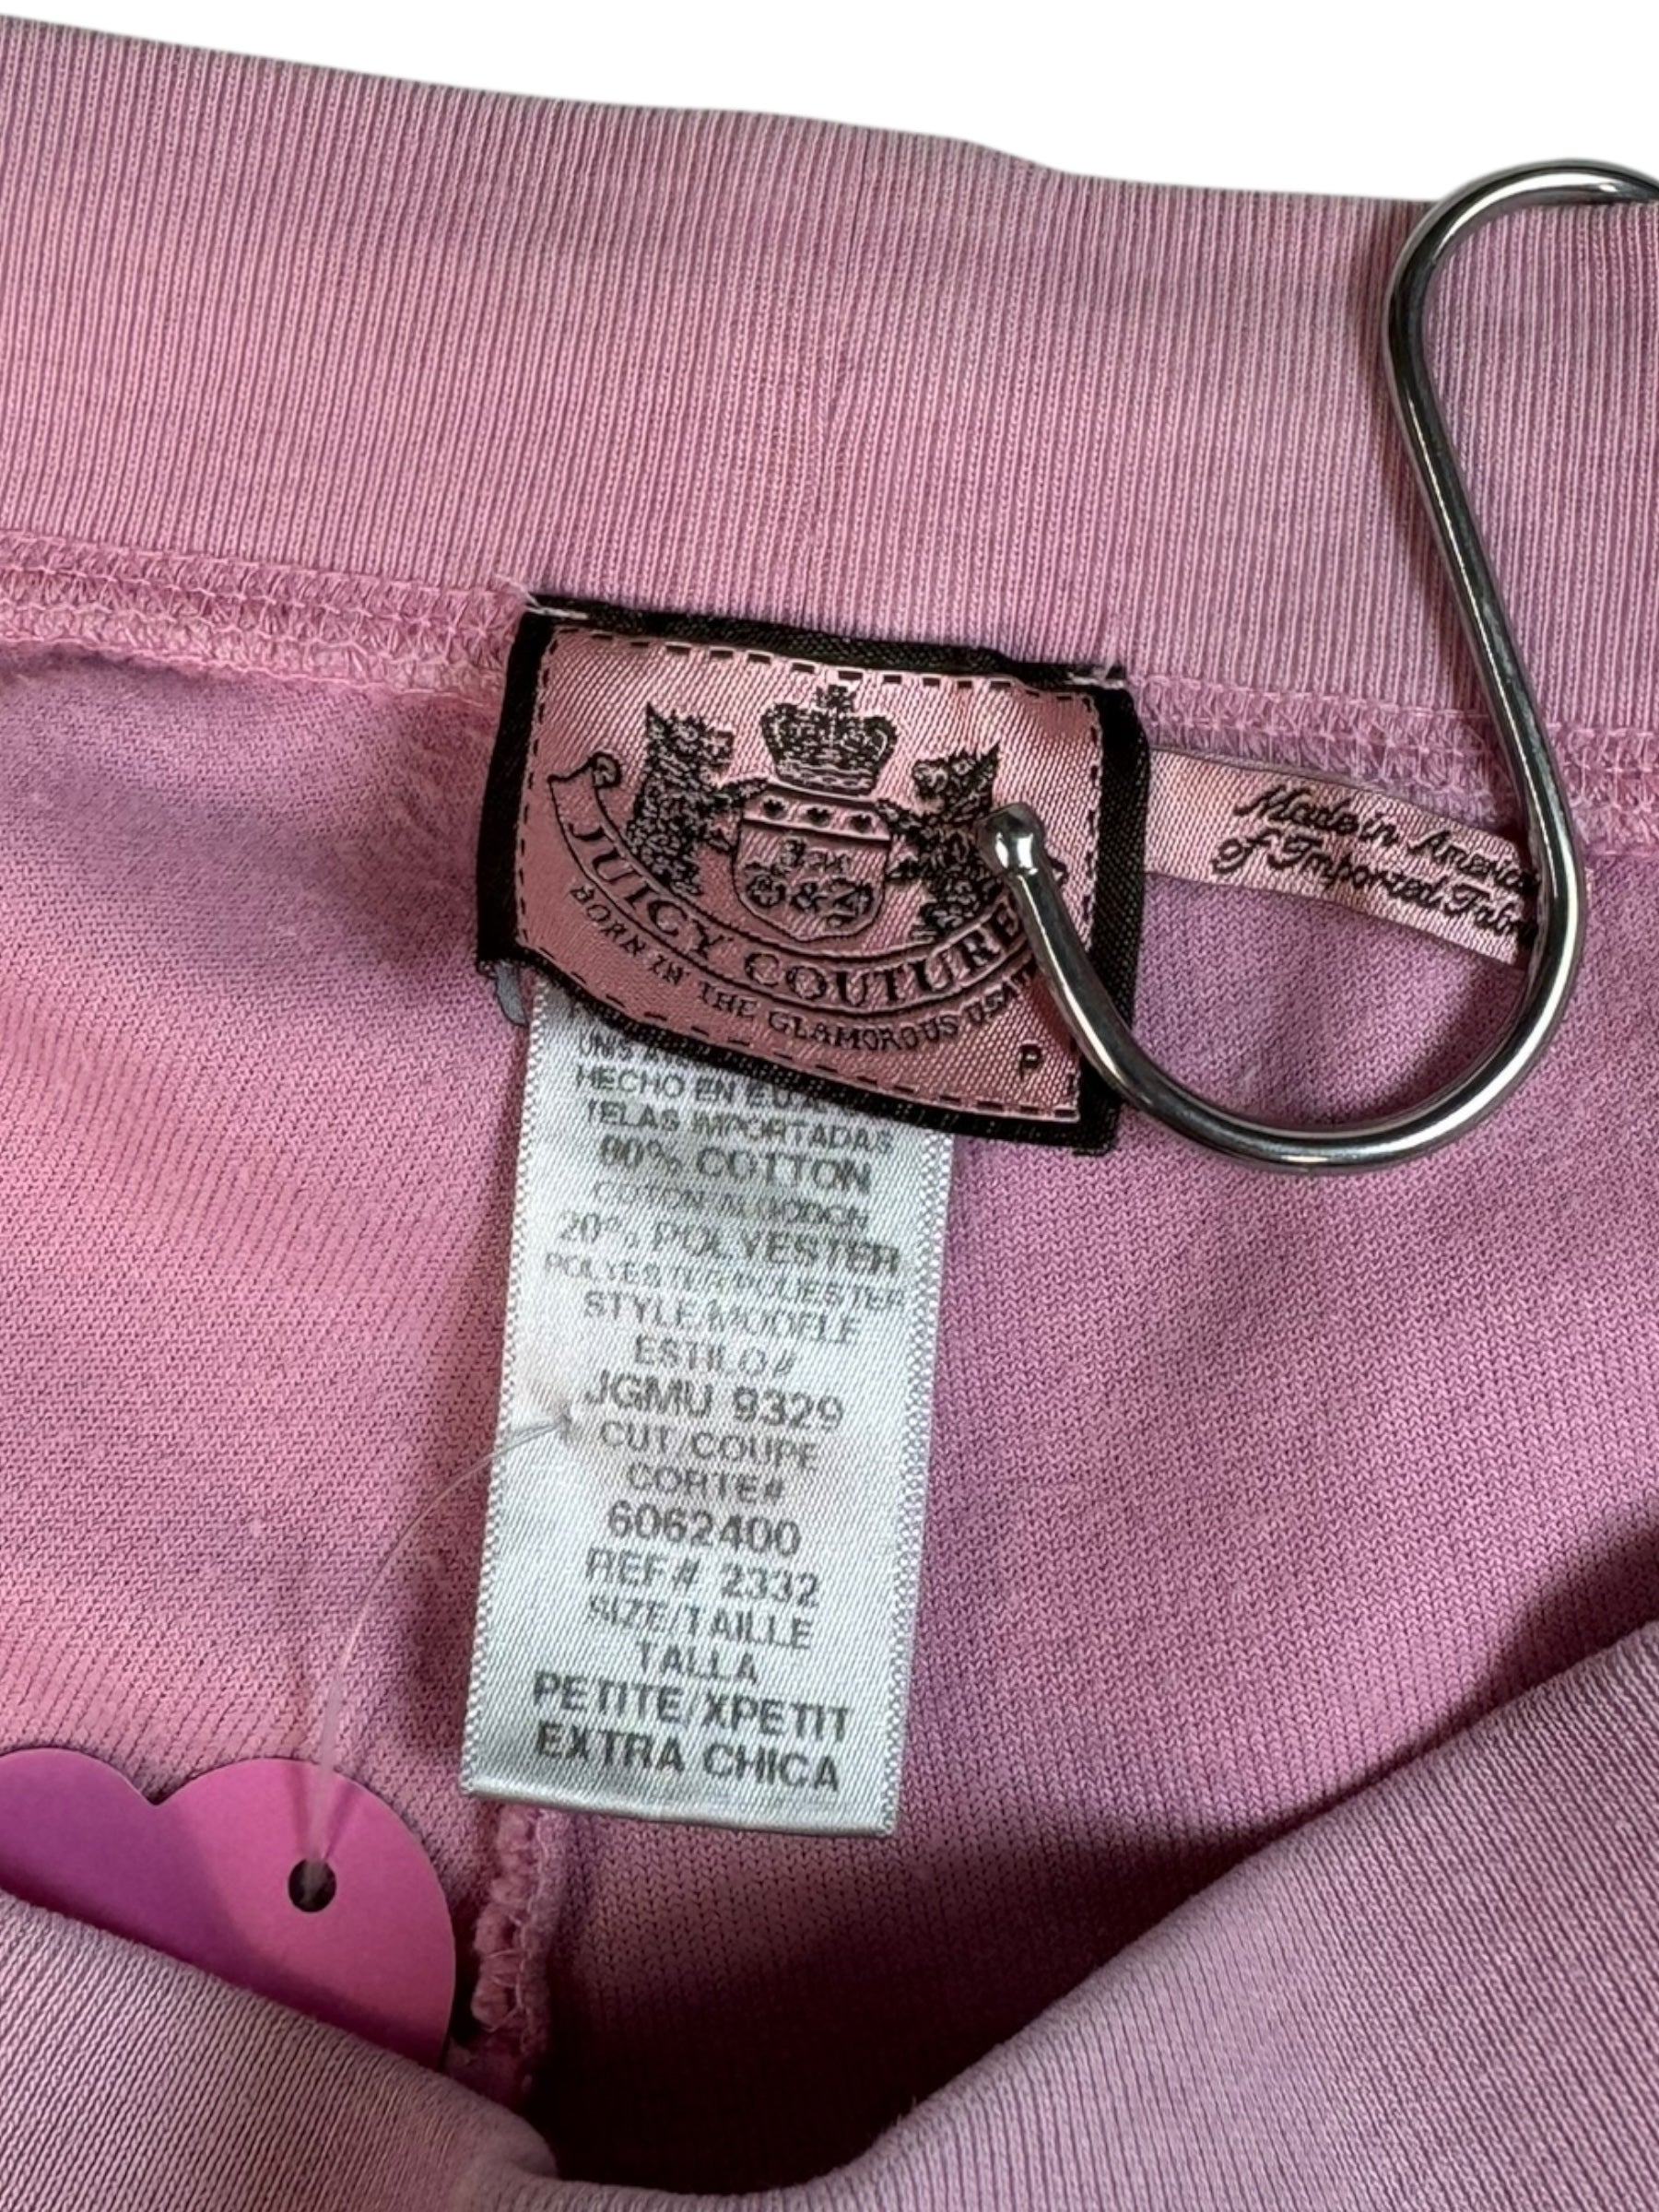 JUICY COUTURE
BORN IN THE GLAMOROUS USA
P
Made in America
of Imported
HECHO EN E.U.A
TELAS IMPORTADAS
80% COTTON
COTON-ALGODON
20% POLYESTER
POLYESTER-POLIESTER
STYLE/MODELE
ESTILO#
JGMU 9329
CUT/COUPE
CORTE#
6062400
REF# 2332
SIZE/TAILLE
TALLA
PETITE/XPETIT
EXTRA CHICA